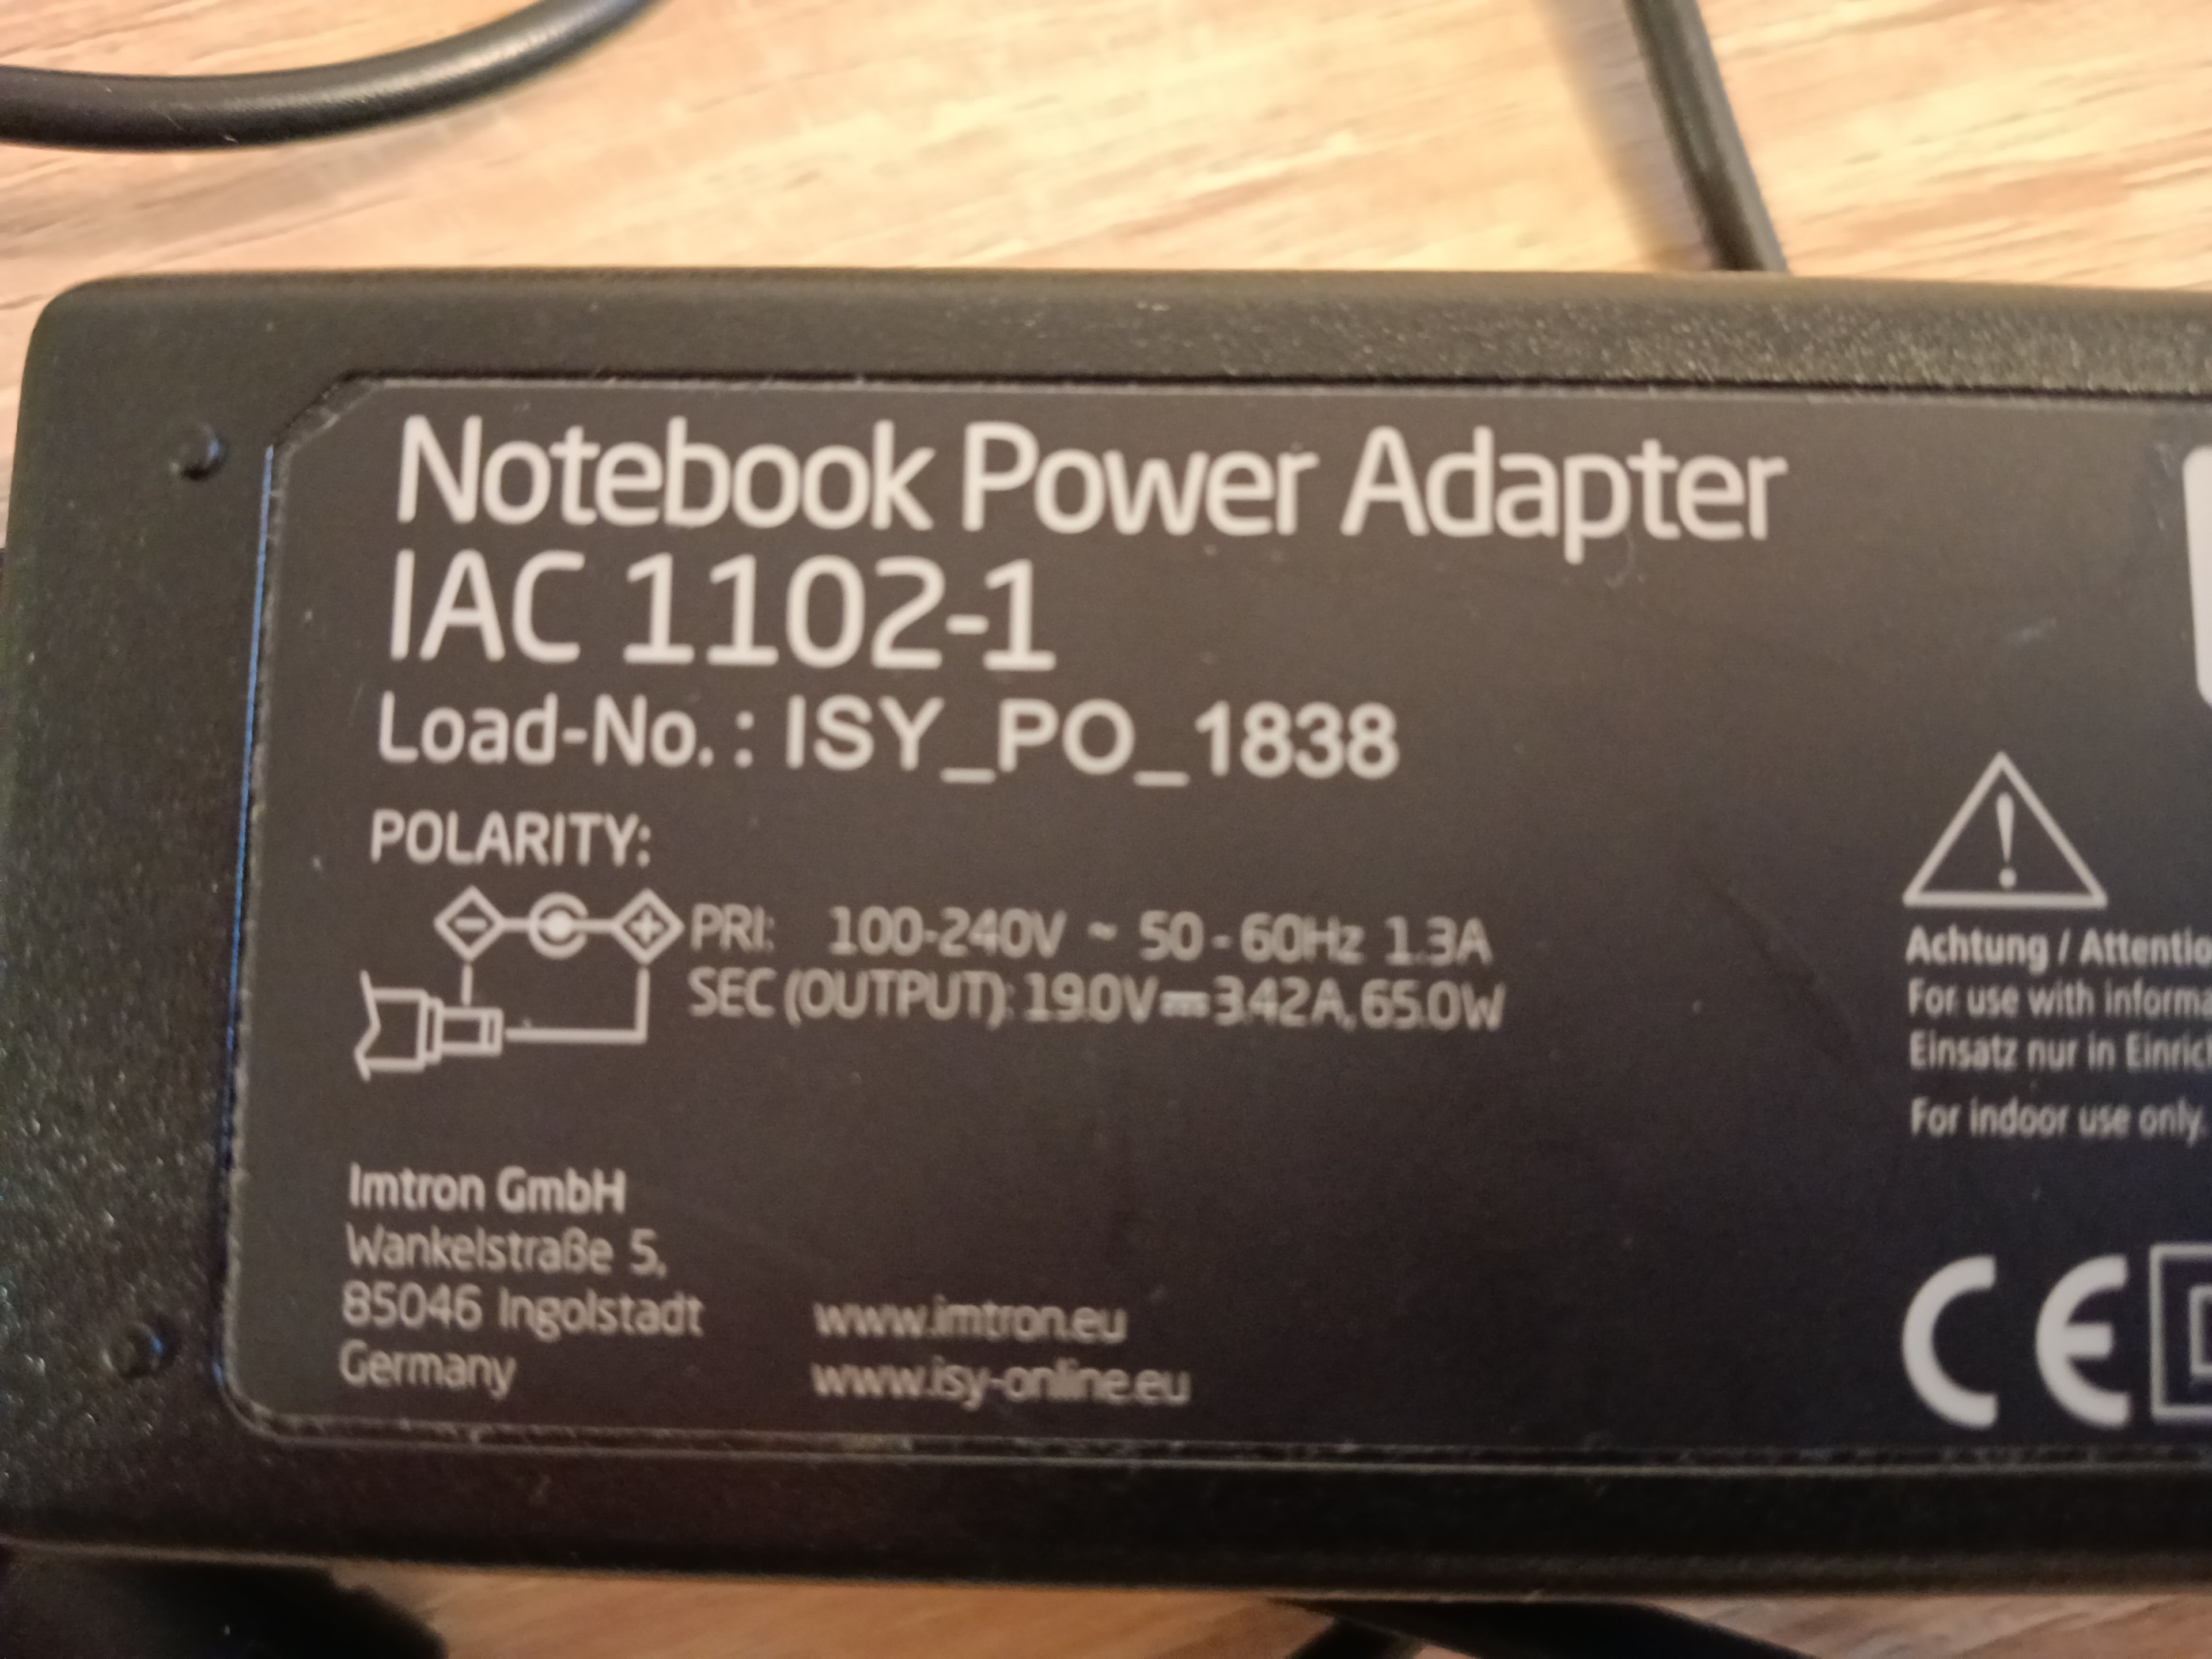 Notebook Power Adapter
IAC 1102-1
Load-No. : ISY_PO_1838
POLARITY:
PRI: 100-240V ~ 50 - 60Hz 1.3A
SEC (OUTPUT): 19.0V⎓3.42A, 65.0W
Imtron GmbH
Wankelstraße 5,
85046 Ingolstadt
Germany
www.imtron.eu
www.isy-online.eu
Achtung / Attentio
For use with informa
Einsatz nur in Einric
For indoor use only.
CE